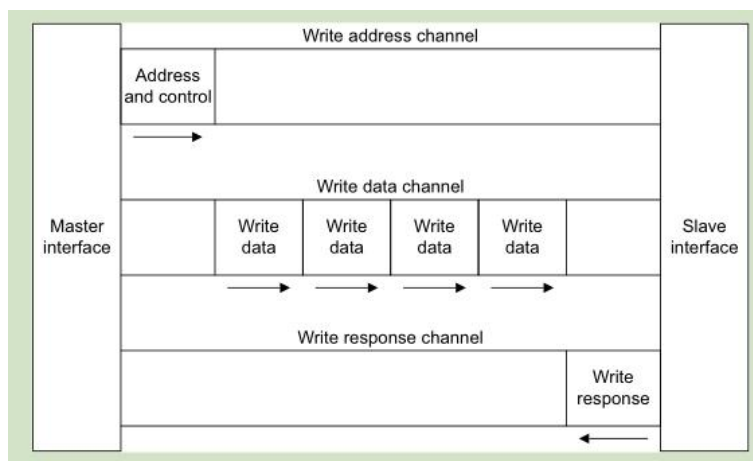 Write address channel
Address
and control
Write data channel
Master
interface
Write
data
Write
data
Write
data
Write
data
Slave
interface
Write response channel
Write
response